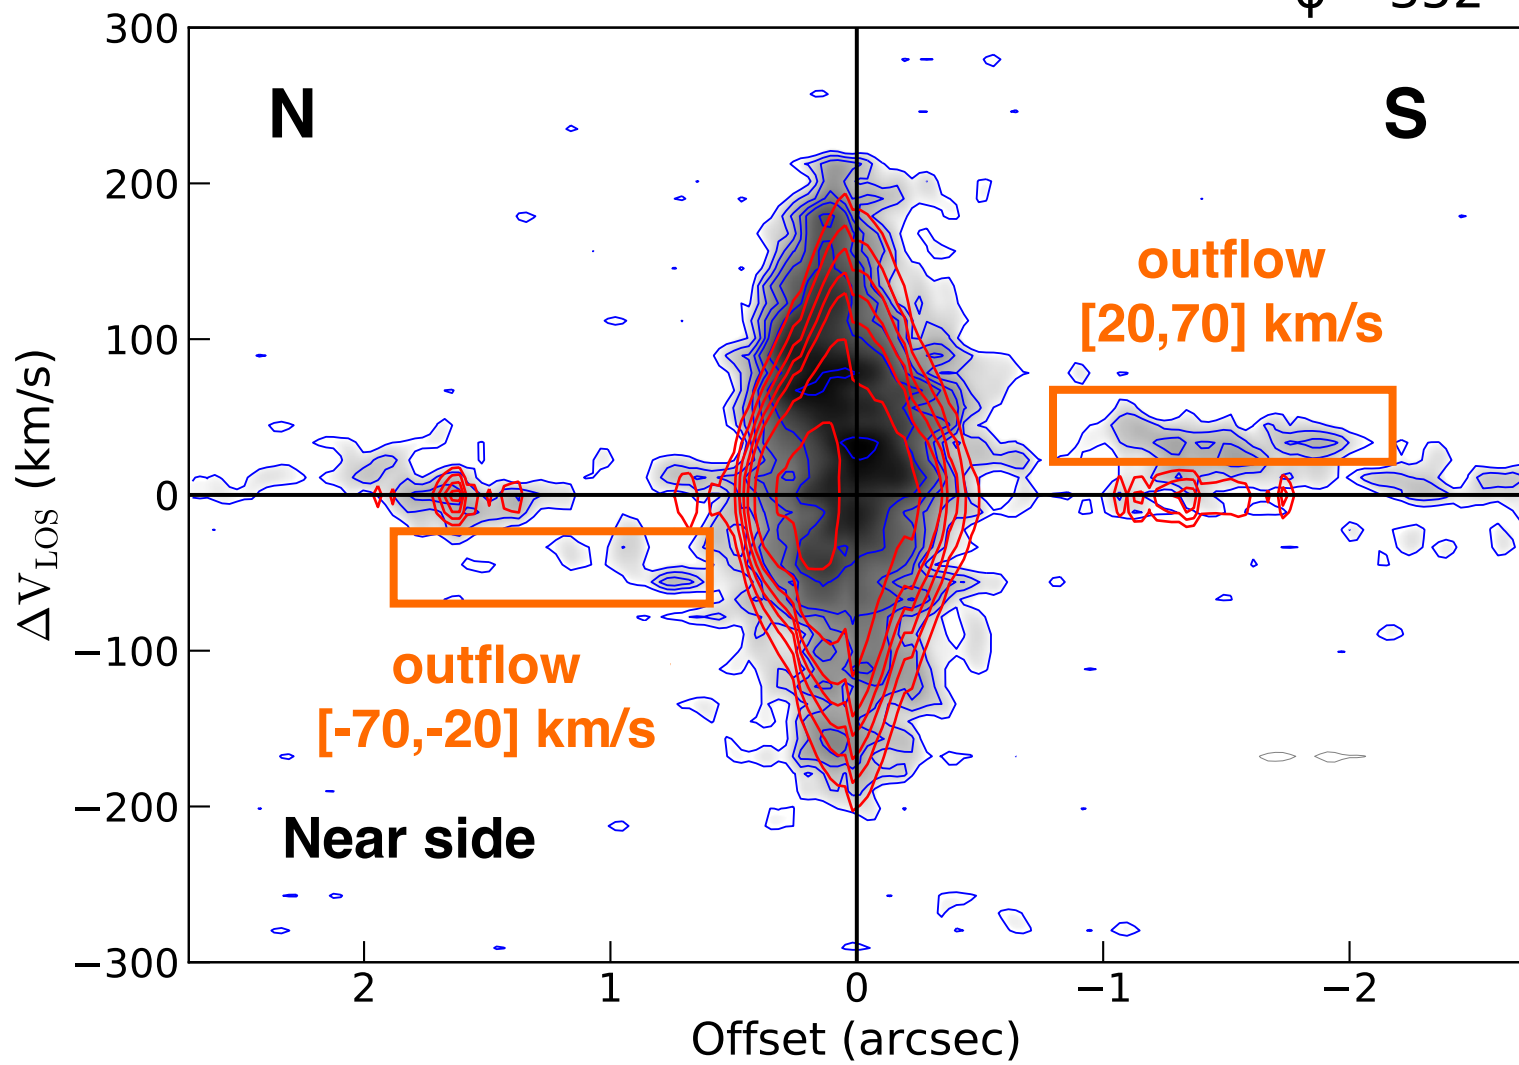 300
N
S
200
outflow
[20,70] km/s
100
ΔV_LOS (km/s)
0
−100
outflow
[-70,-20] km/s
−200
Near side
−300
2 1 0 −1 −2
Offset (arcsec)